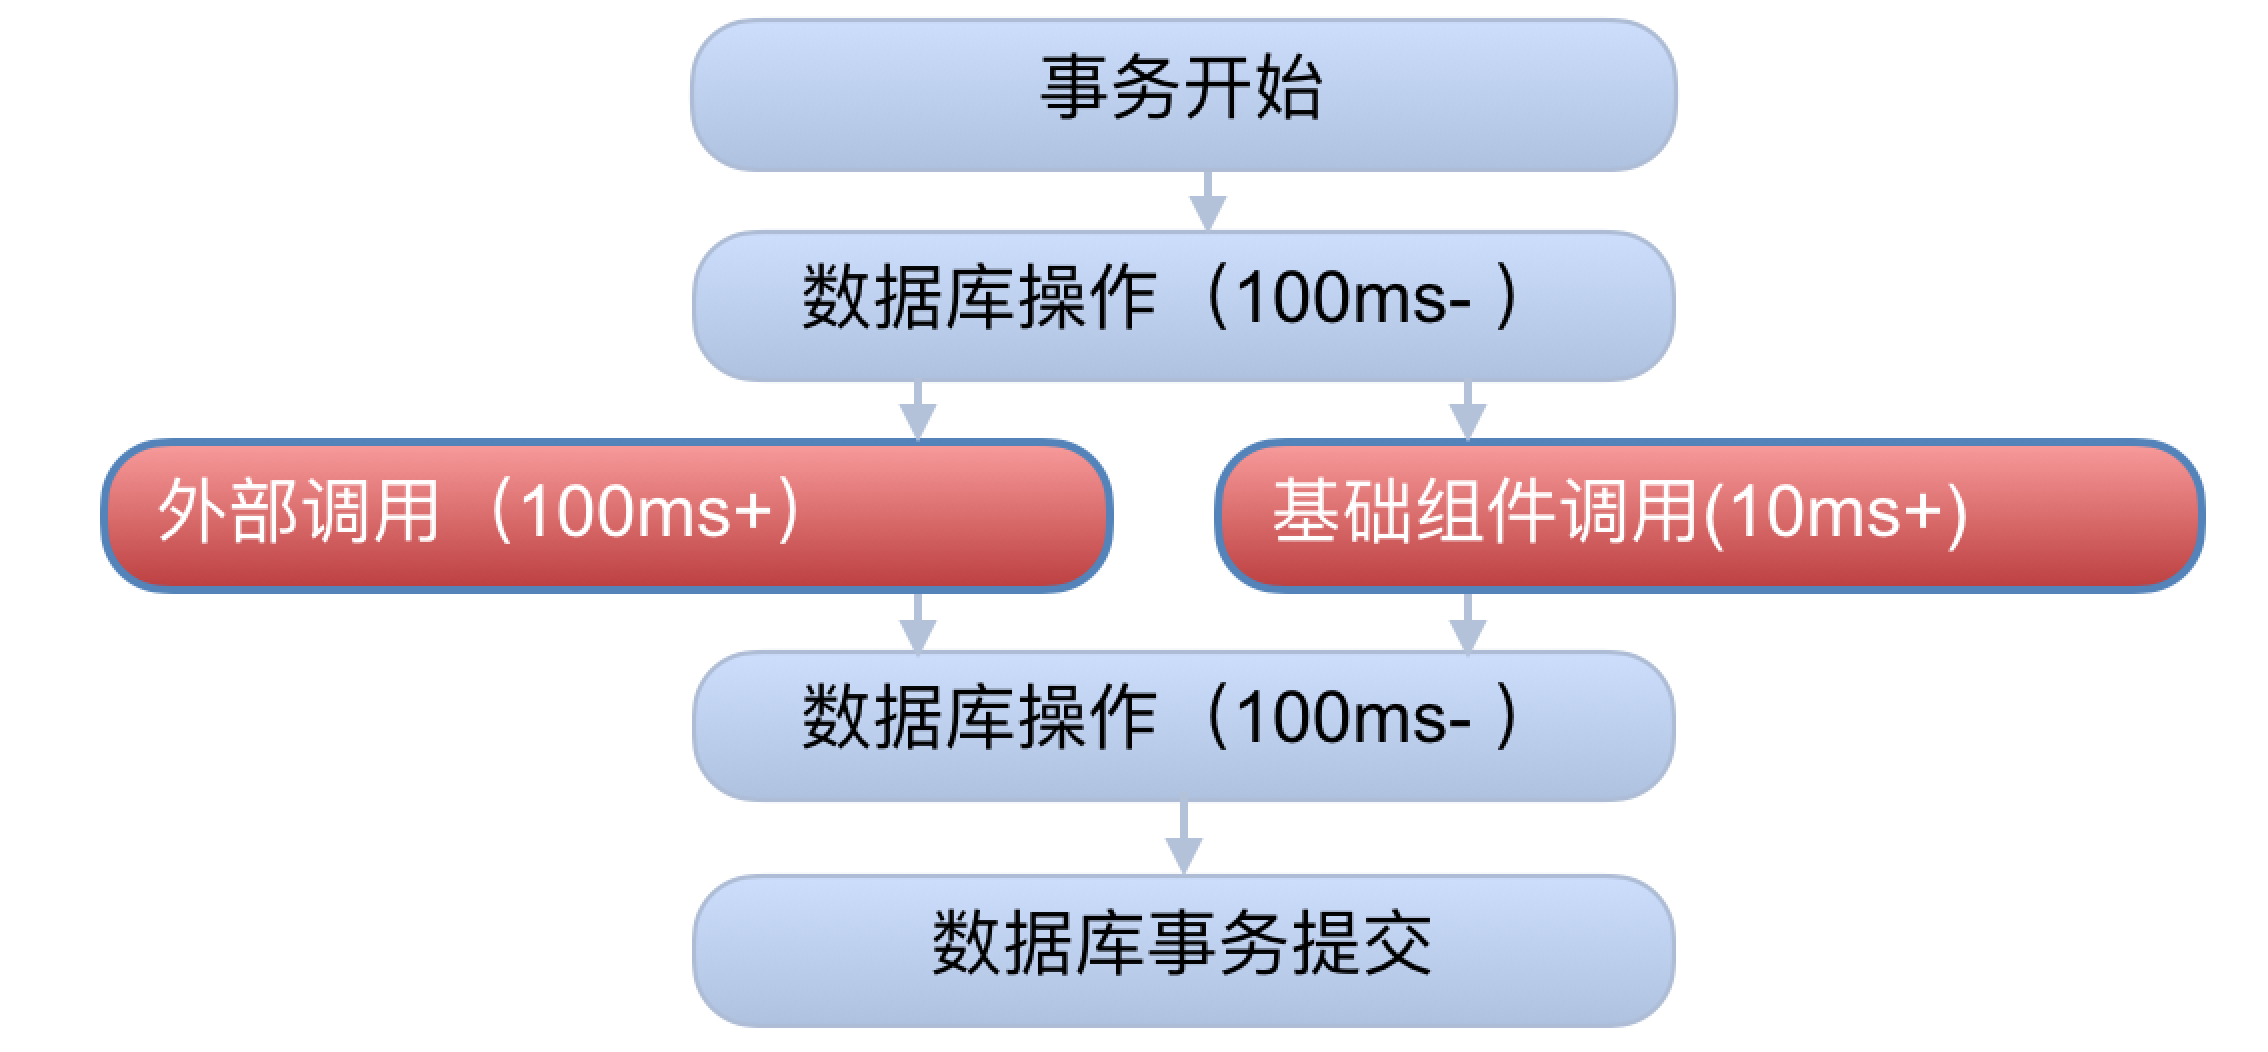 事务开始
数据库操作（100ms- ）
外部调用（100ms+）
基础组件调用(10ms+)
数据库操作（100ms- ）
数据库事务提交